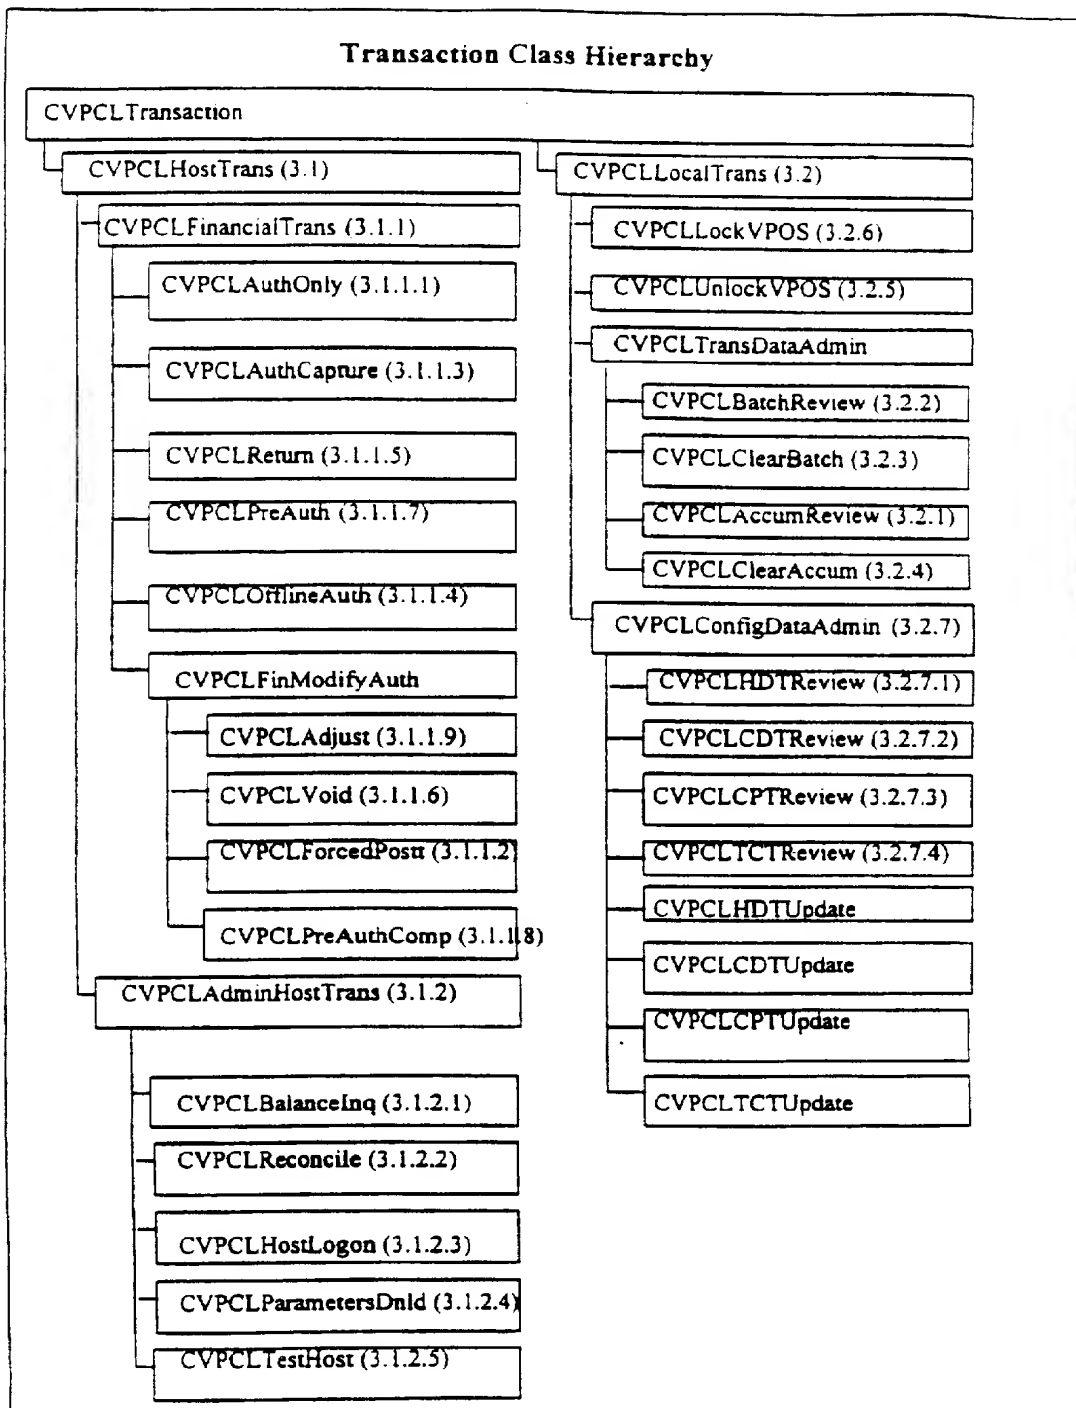 Transaction Class Hierarchy
CVPCLTransaction
CVPCLHostTrans (3.1)
CVPCLFinancialTrans (3.1.1)
CVPCLAuthOnly (3.1.1.1)
CVPCLAuthCapture (3.1.1.3)
CVPCLReturn (3.1.1.5)
CVPCLPreAuth (3.1.1.7)
CVPCLOfflineAuth (3.1.1.4)
CVPCLFinModifyAuth
CVPCLAdjust (3.1.1.9)
CVPCLVoid (3.1.1.6)
CVPCLForcedPostt (3.1.1.2)
CVPCLPreAuthComp (3.1.1.8)
CVPCLAdminHostTrans (3.1.2)
CVPCLBalanceInq (3.1.2.1)
CVPCLReconcile (3.1.2.2)
CVPCLHostLogon (3.1.2.3)
CVPCLParametersDnld (3.1.2.4)
CVPCLTestHost (3.1.2.5)
CVPCLLocalTrans (3.2)
CVPCLLockVPOS (3.2.6)
CVPCLUnlockVPOS (3.2.5)
CVPCLTransDataAdmin
CVPCLBatchReview (3.2.2)
CVPCLClearBatch (3.2.3)
CVPCLAccumReview (3.2.1)
CVPCLClearAccum (3.2.4)
CVPCLConfigDataAdmin (3.2.7)
CVPCLHDTReview (3.2.7.1)
CVPCLCDTReview (3.2.7.2)
CVPCLCPTReview (3.2.7.3)
CVPCLTCTReview (3.2.7.4)
CVPCLHDTUpdate
CVPCLCDTUpdate
CVPCLCPTUpdate
CVPCLTCTUpdate